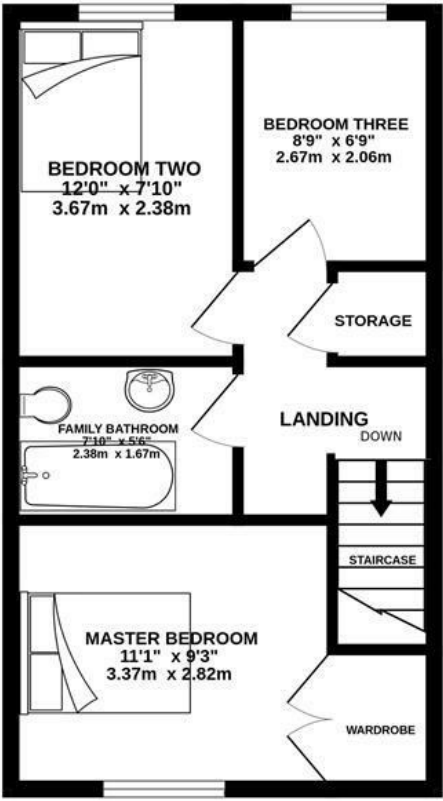 BEDROOM THREE
8'9" x 6'9"
2.67m x 2.06m
BEDROOM TWO
12'0" x 7'10"
3.67m x 2.38m
STORAGE
LANDING
DOWN
FAMILY BATHROOM
7'10" x 5'6"
2.38m x 1.67m
STAIRCASE
MASTER BEDROOM
11'1" x 9'3"
3.37m x 2.82m
WARDROBE